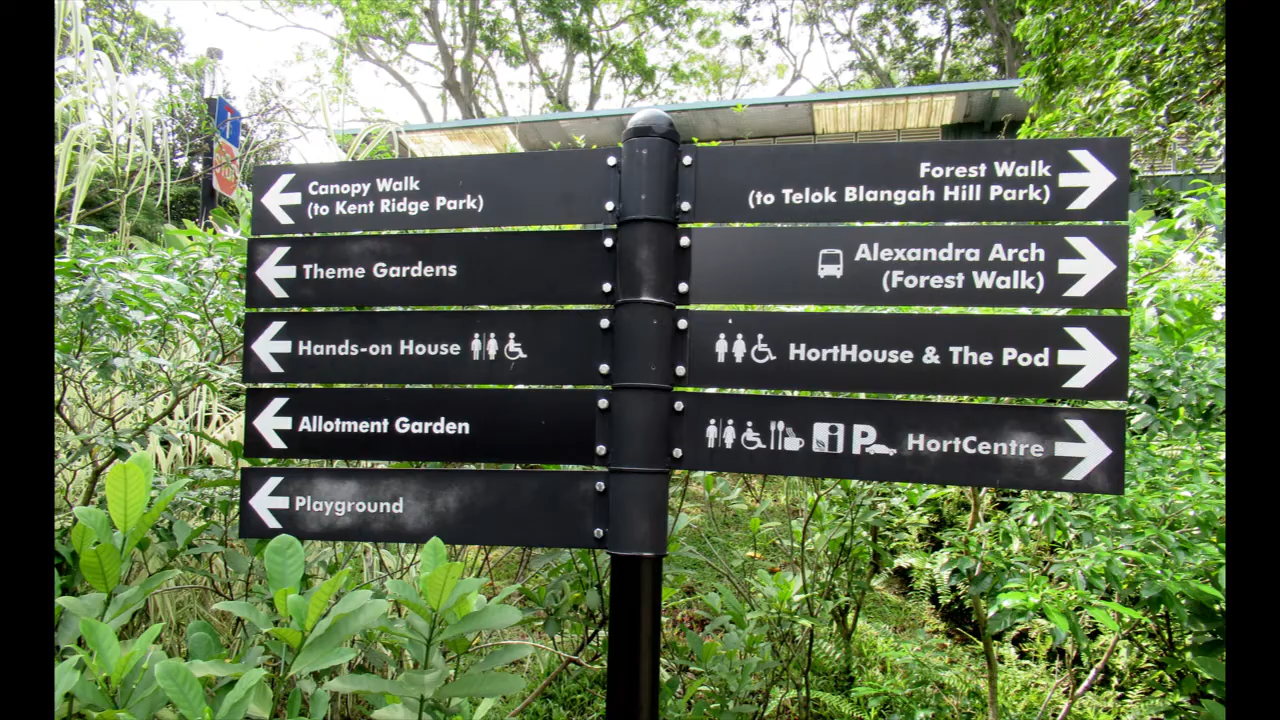 Canopy Walk
(to Kent Ridge Park)
Theme Gardens
Hands-on House
Allotment Garden
Playground
Forest Walk
(to Telok Blangah Hill Park)
Alexandra Arch
(Forest Walk)
HortHouse & The Pod
i P HortCentre